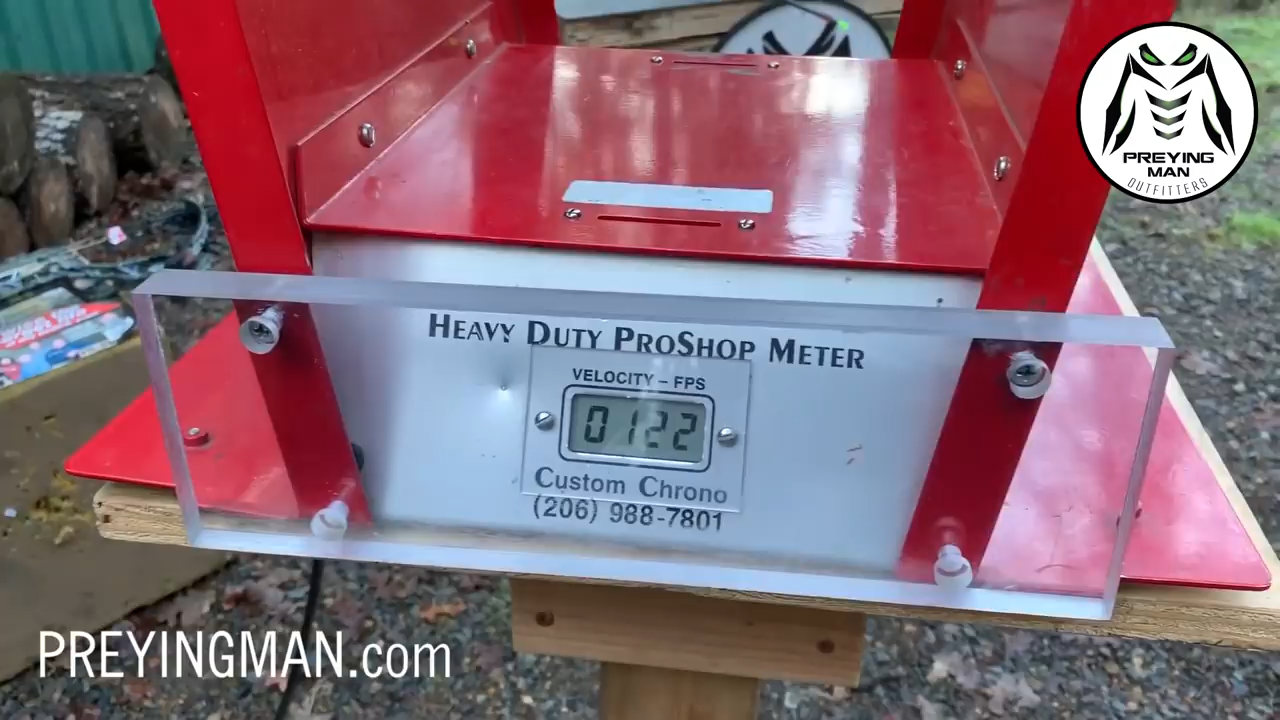 PREYING
MAN
OUTFITTERS
HEAVY DUTY PROSHOP METER
VELOCITY – FPS
0122
Custom Chrono
(206) 988-7801
PREYINGMAN.com